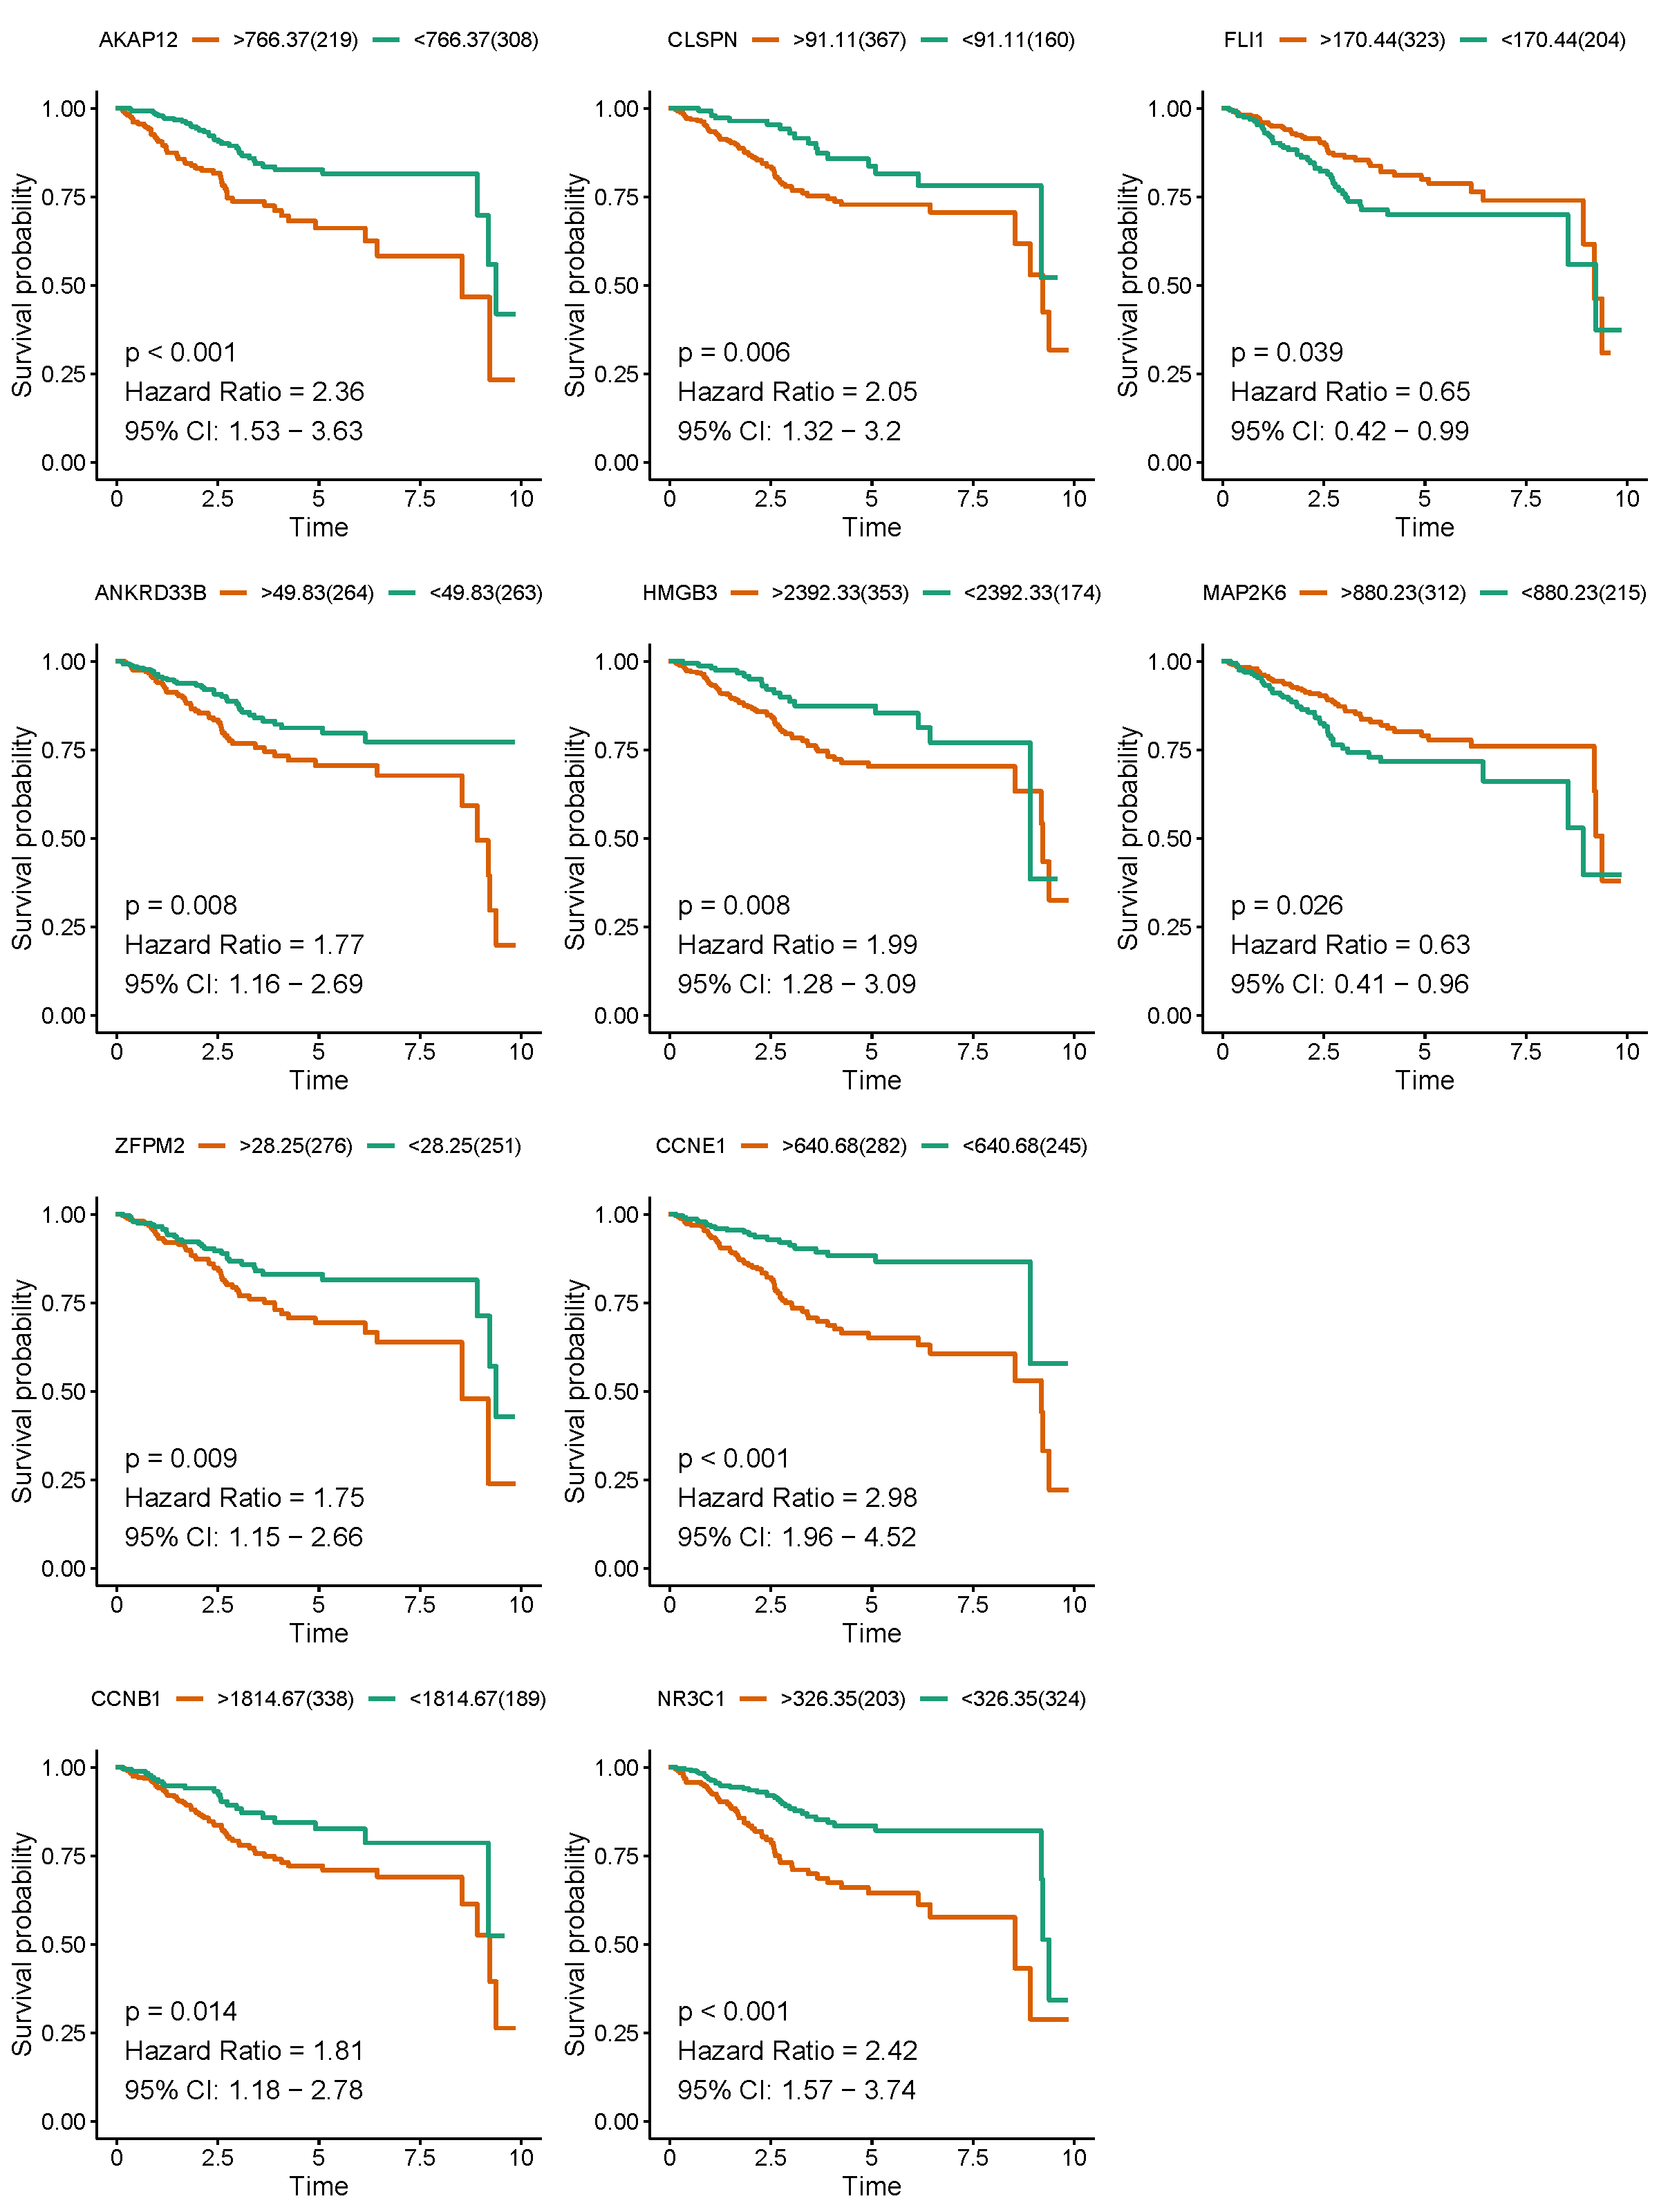 AKAP12 >766.37(219) <766.37(308)
1.00
0.75
0.50
0.25
0.00
Survival probability
p < 0.001
Hazard Ratio = 2.36
95% CI: 1.53 − 3.63
0 2.5 5 7.5 10
Time
CLSPN >91.11(367) <91.11(160)
1.00
0.75
0.50
0.25
0.00
Survival probability
p = 0.006
Hazard Ratio = 2.05
95% CI: 1.32 − 3.2
0 2.5 5 7.5 10
Time
FLI1 >170.44(323) <170.44(204)
1.00
0.75
0.50
0.25
0.00
Survival probability
p = 0.039
Hazard Ratio = 0.65
95% CI: 0.42 − 0.99
0 2.5 5 7.5 10
Time
ANKRD33B >49.83(264) <49.83(263)
1.00
0.75
0.50
0.25
0.00
Survival probability
p = 0.008
Hazard Ratio = 1.77
95% CI: 1.16 − 2.69
0 2.5 5 7.5 10
Time
HMGB3 >2392.33(353) <2392.33(174)
1.00
0.75
0.50
0.25
0.00
Survival probability
p = 0.008
Hazard Ratio = 1.99
95% CI: 1.28 − 3.09
0 2.5 5 7.5 10
Time
MAP2K6 >880.23(312) <880.23(215)
1.00
0.75
0.50
0.25
0.00
Survival probability
p = 0.026
Hazard Ratio = 0.63
95% CI: 0.41 − 0.96
0 2.5 5 7.5 10
Time
ZFPM2 >28.25(276) <28.25(251)
1.00
0.75
0.50
0.25
0.00
Survival probability
p = 0.009
Hazard Ratio = 1.75
95% CI: 1.15 − 2.66
0 2.5 5 7.5 10
Time
CCNE1 >640.68(282) <640.68(245)
1.00
0.75
0.50
0.25
0.00
Survival probability
p < 0.001
Hazard Ratio = 2.98
95% CI: 1.96 − 4.52
0 2.5 5 7.5 10
Time
CCNB1 >1814.67(338) <1814.67(189)
1.00
0.75
0.50
0.25
0.00
Survival probability
p = 0.014
Hazard Ratio = 1.81
95% CI: 1.18 − 2.78
0 2.5 5 7.5 10
Time
NR3C1 >326.35(203) <326.35(324)
1.00
0.75
0.50
0.25
0.00
Survival probability
p < 0.001
Hazard Ratio = 2.42
95% CI: 1.57 − 3.74
0 2.5 5 7.5 10
Time